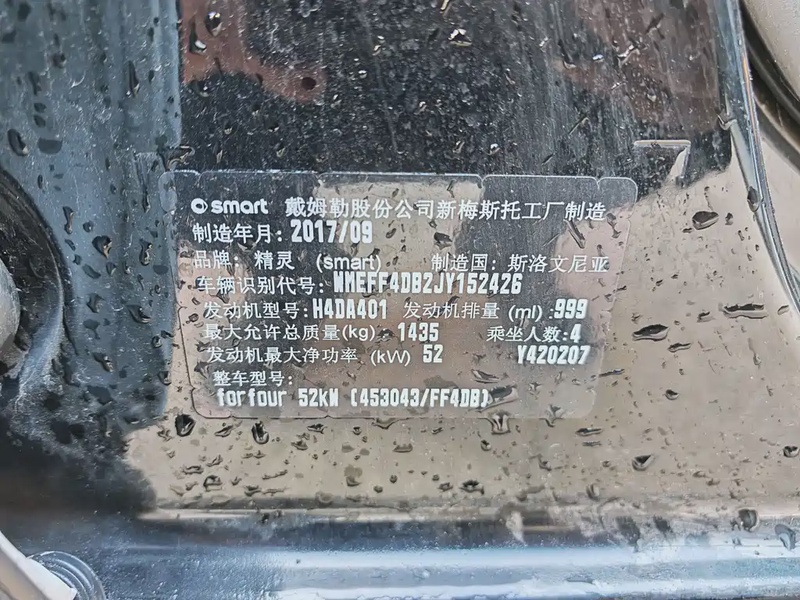 smart 戴姆勒股份公司新梅斯托工厂制造
制造年月: 2017/09
品牌: 精灵 (smart) 制造国: 斯洛文尼亚
车辆识别代号: WMEFF4DB2JY152426
发动机型号: H4DA401 发动机排量 (ml): 999
最大允许总质量(kg): 1435 乘坐人数: 4
发动机最大净功率 (kW) 52 Y420207
整车型号:
forfour 52kW (453043/FF4DB)